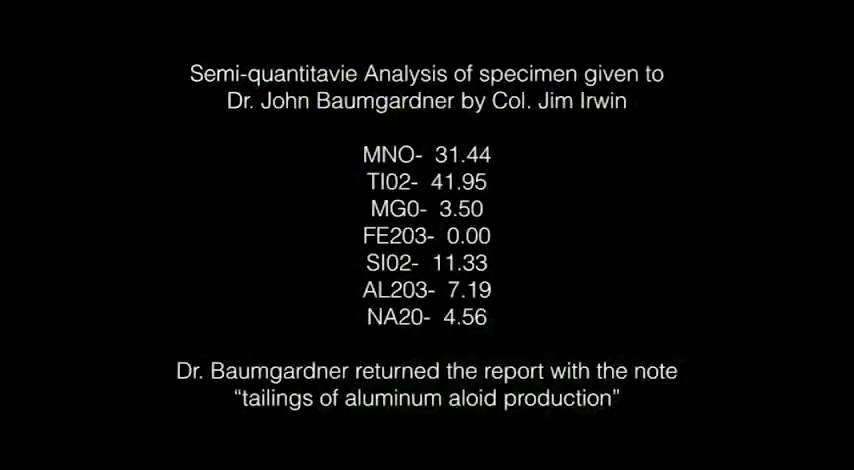 Semi-quantitavie Analysis of specimen given to
Dr. John Baumgardner by Col. Jim Irwin
MNO- 31.44
TI02- 41.95
MG0- 3.50
FE203- 0.00
SI02- 11.33
AL203- 7.19
NA20- 4.56
Dr. Baumgardner returned the report with the note
“tailings of aluminum aloid production”